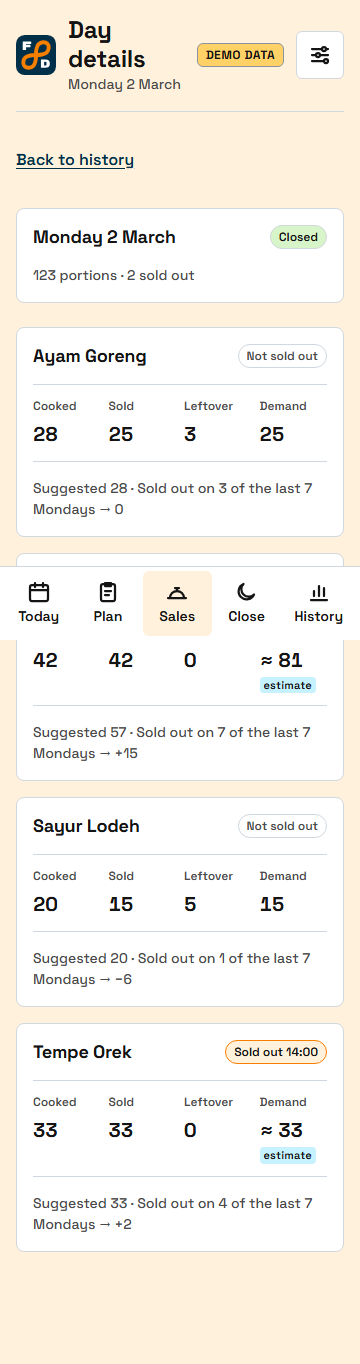 F
D
Day
details
Monday 2 March
DEMO DATA
Back to history
Monday 2 March
Closed
123 portions · 2 sold out
Ayam Goreng
Not sold out
Cooked Sold Leftover Demand
28 25 3 25
Suggested 28 · Sold out on 3 of the last 7
Mondays → 0
Today Plan Sales Close History
42 42 0 ≈ 81
estimate
Suggested 57 · Sold out on 7 of the last 7
Mondays → +15
Sayur Lodeh
Not sold out
Cooked Sold Leftover Demand
20 15 5 15
Suggested 20 · Sold out on 1 of the last 7
Mondays → −6
Tempe Orek
Sold out 14:00
Cooked Sold Leftover Demand
33 33 0 ≈ 33
estimate
Suggested 33 · Sold out on 4 of the last 7
Mondays → +2